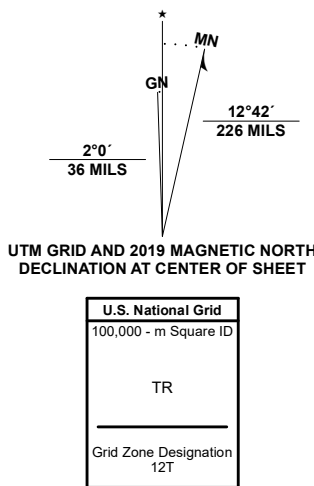 ★
MN
GN
12°42´
226 MILS
2°0´
36 MILS
UTM GRID AND 2019 MAGNETIC NORTH
DECLINATION AT CENTER OF SHEET
U.S. National Grid
100,000 - m Square ID
TR
Grid Zone Designation
12T